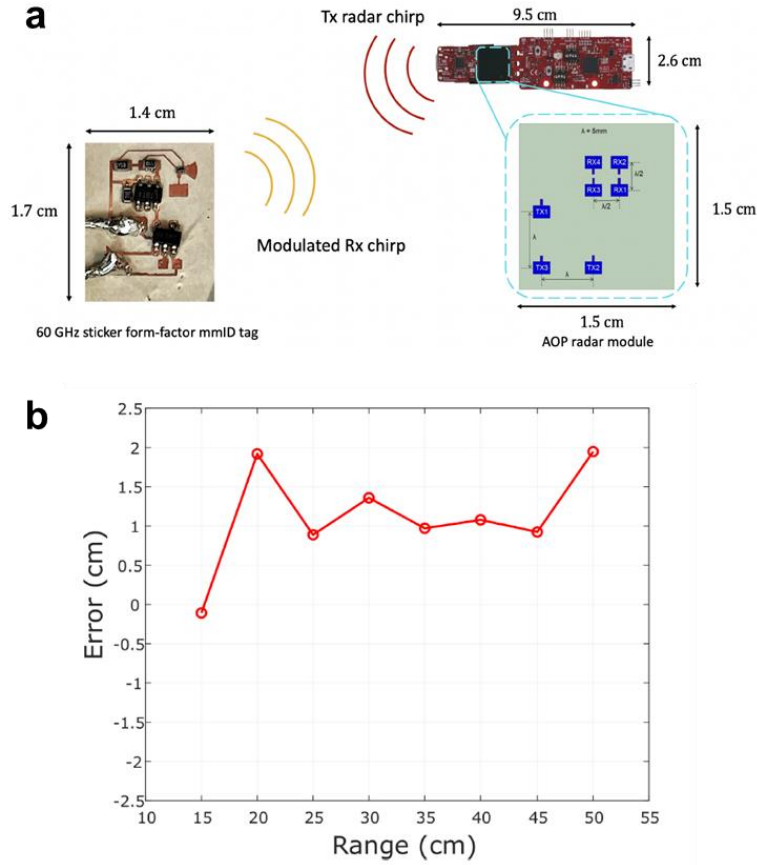 a
Tx radar chirp
9.5 cm
2.6 cm
1.4 cm
1.7 cm
Modulated Rx chirp
60 GHz sticker form-factor mmID tag
λ = 5mm
RX4 RX2
RX3 RX1
λ/2
λ/2
TX1
λ
TX3 TX2
λ
1.5 cm
1.5 cm
AOP radar module
b
2.5
2
1.5
1
0.5
0
-0.5
-1
-1.5
-2
-2.5
Error (cm)
10 15 20 25 30 35 40 45 50 55
Range (cm)